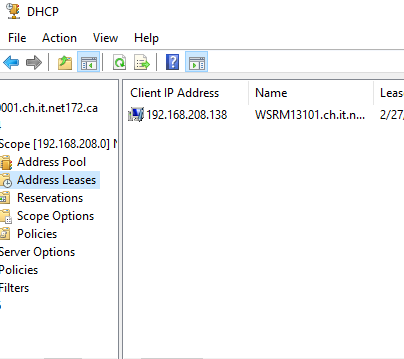 DHCP
File Action View Help
0001.ch.it.net172.ca
Scope [192.168.208.0] N
Address Pool
Address Leases
Reservations
Scope Options
Policies
Server Options
Policies
Filters
Client IP Address Name Lease
192.168.208.138 WSRM13101.ch.it.n... 2/27/